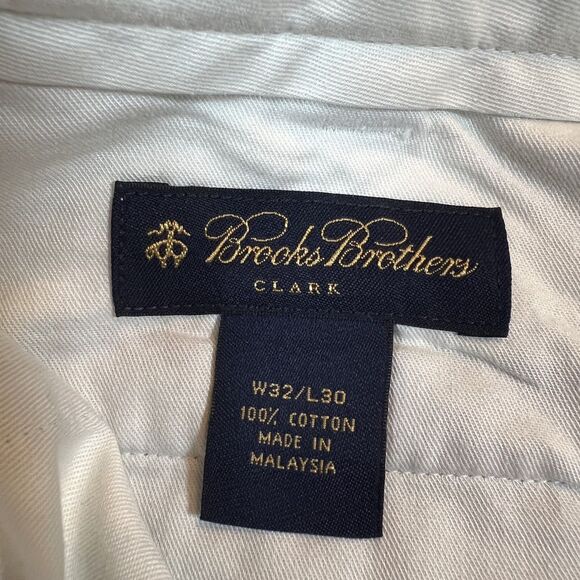 Brooks Brothers
CLARK
W32/L30
100% COTTON
MADE IN
MALAYSIA